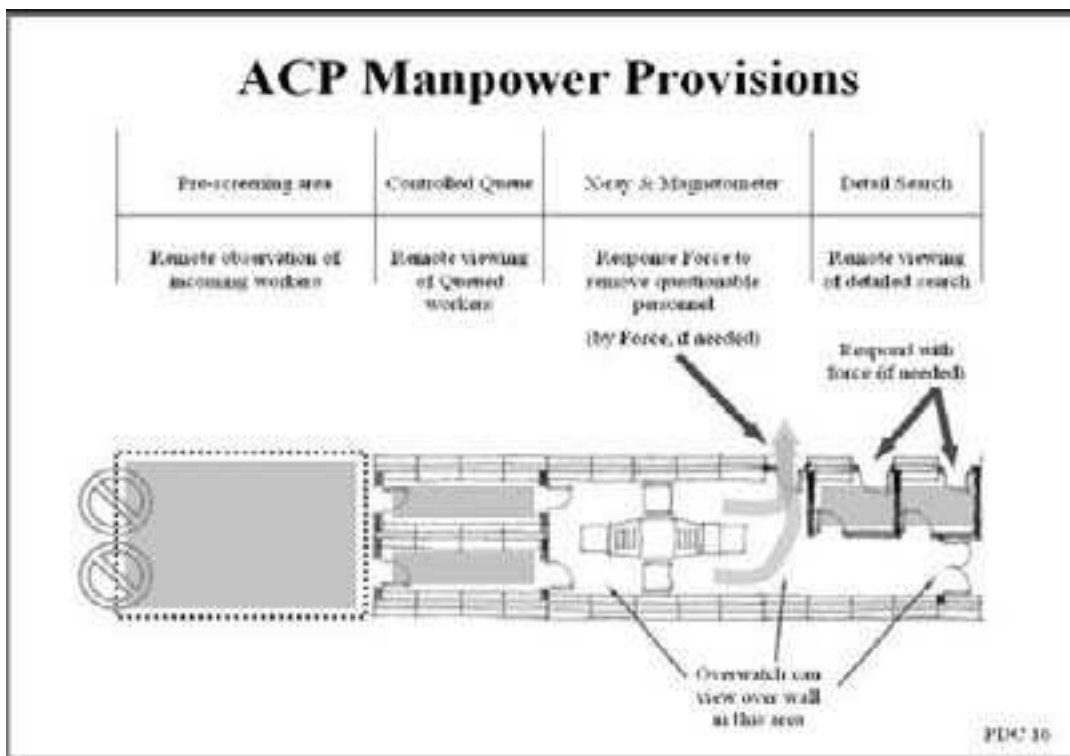 ACP Manpower Provisions
Pre-screening area
Controlled Queue
X-ray & Magnetometer
Detail Search
Remote observation of
incoming workers
Remote viewing
of Queued
workers
Response Force to
remove questionable
personnel
(by Force, if needed)
Remote viewing
of detailed search
Respond with
force (if needed)
Overwatch can
view over wall
in this area
PDC 16